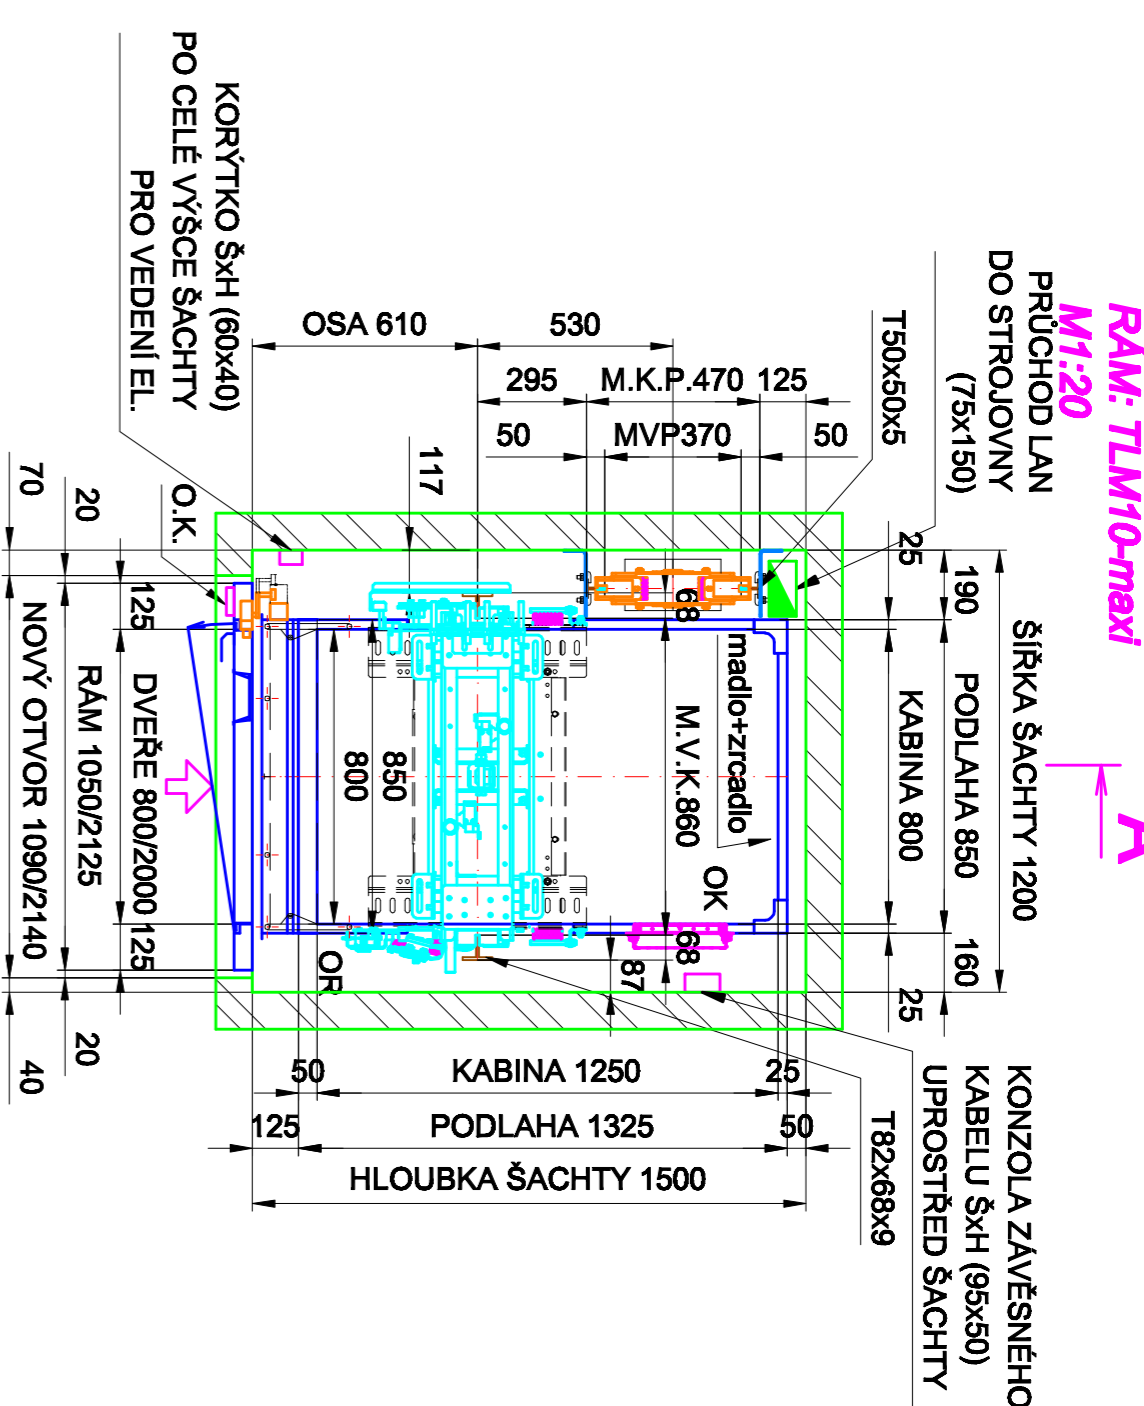 RÁM: TLM10-maxi
M1:20
A
PRŮCHOD LAN
DO STROJOVNY
(75x150)
T50x50x5
KORÝTKO ŠxH (60x40)
PO CELÉ VÝŠCE ŠACHTY
PRO VEDENÍ EL.
OSA 610
530
295
M.K.P.470
125
50
MVP370
50
117
O.K.
70
20
125
25
190
ŠÍŘKA ŠACHTY 1200
PODLAHA 850
KABINA 800
160
25
68
M.V.K.860
68
87
madlo+zrcadlo
OK
OR
850
800
DVEŘE 800/2000
125
RÁM 1050/2125
NOVÝ OTVOR 1090/2140
20
40
50
KABINA 1250
25
125
PODLAHA 1325
50
HLOUBKA ŠACHTY 1500
T82x68x9
KONZOLA ZÁVĚSNÉHO
KABELU ŠxH (95x50)
UPROSTŘED ŠACHTY